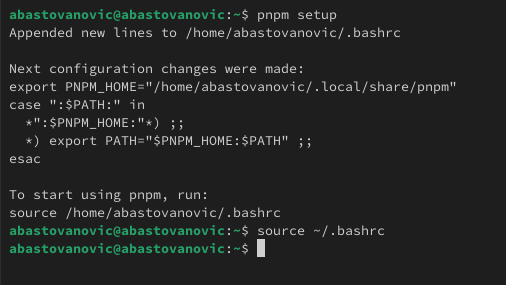 abastovanovic@abastovanovic:~$ pnpm setup
Appended new lines to /home/abastovanovic/.bashrc

Next configuration changes were made:
export PNPM_HOME="/home/abastovanovic/.local/share/pnpm"
case ":$PATH:" in
  *":$PNPM_HOME:"*) ;;
  *) export PATH="$PNPM_HOME:$PATH" ;;
esac

To start using pnpm, run:
source /home/abastovanovic/.bashrc
abastovanovic@abastovanovic:~$ source ~/.bashrc
abastovanovic@abastovanovic:~$